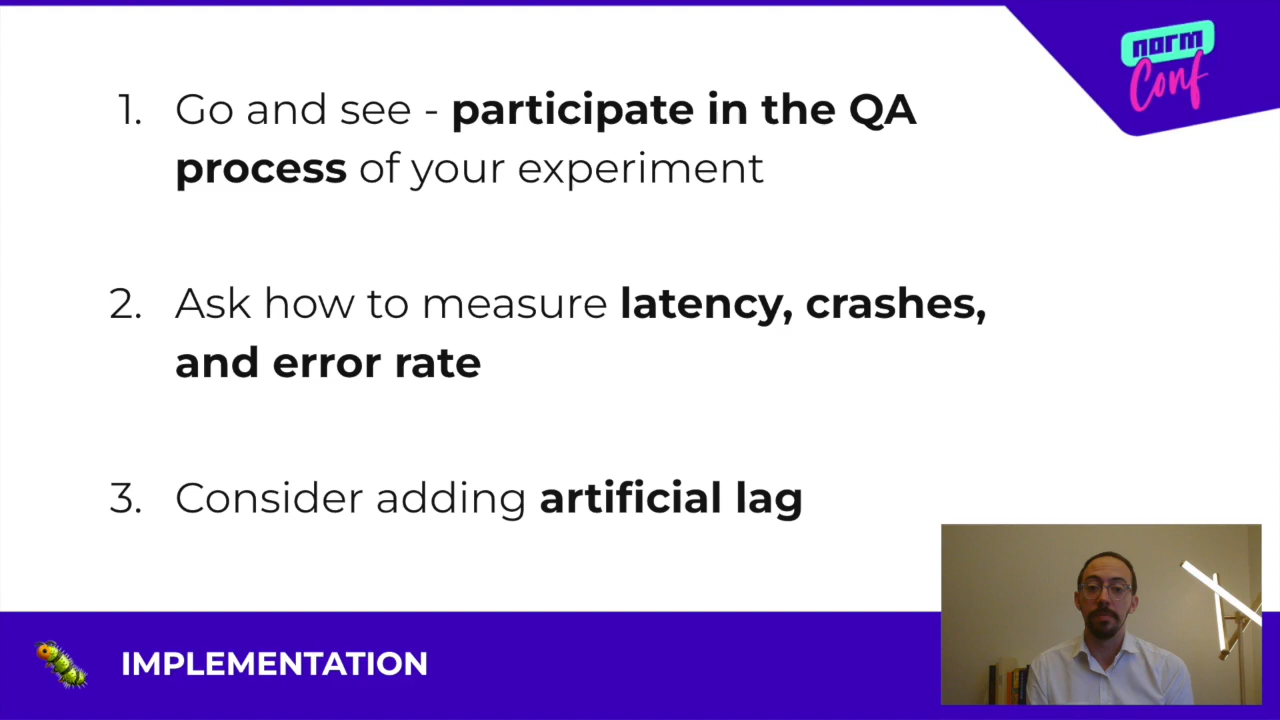 norm
Conf
1. Go and see - participate in the QA
process of your experiment
2. Ask how to measure latency, crashes,
and error rate
3. Consider adding artificial lag
IMPLEMENTATION